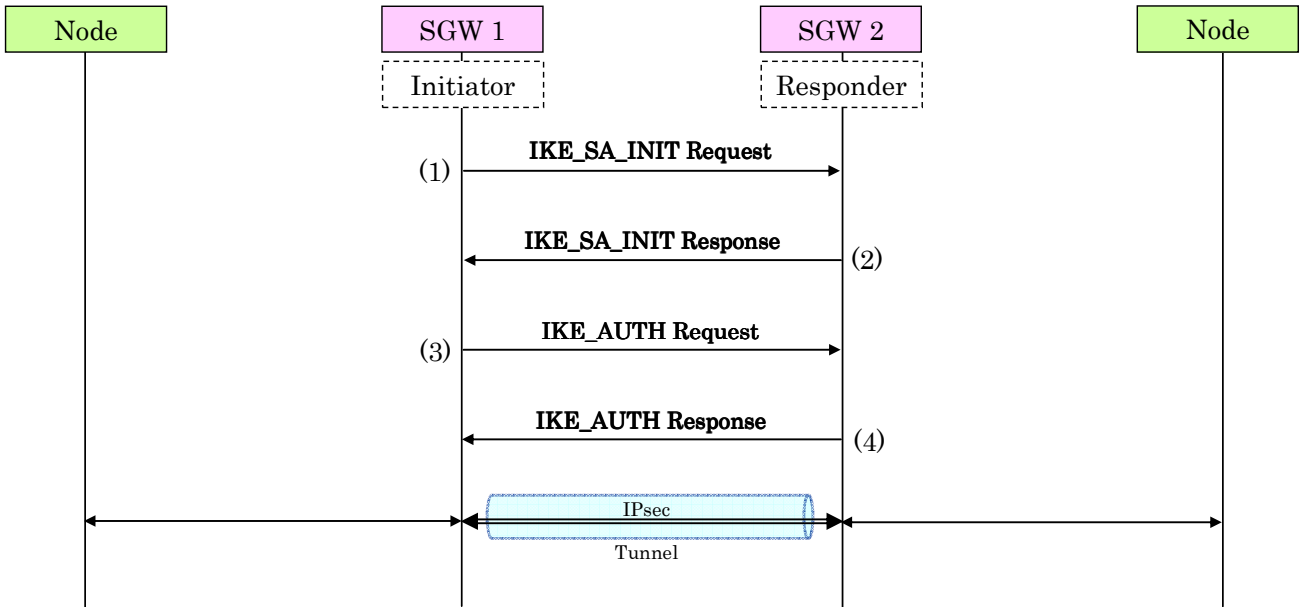 Node
SGW 1
SGW 2
Node
Initiator
Responder
IKE_SA_INIT Request
(1)
IKE_SA_INIT Response
(2)
IKE_AUTH Request
(3)
IKE_AUTH Response
(4)
IPsec
Tunnel